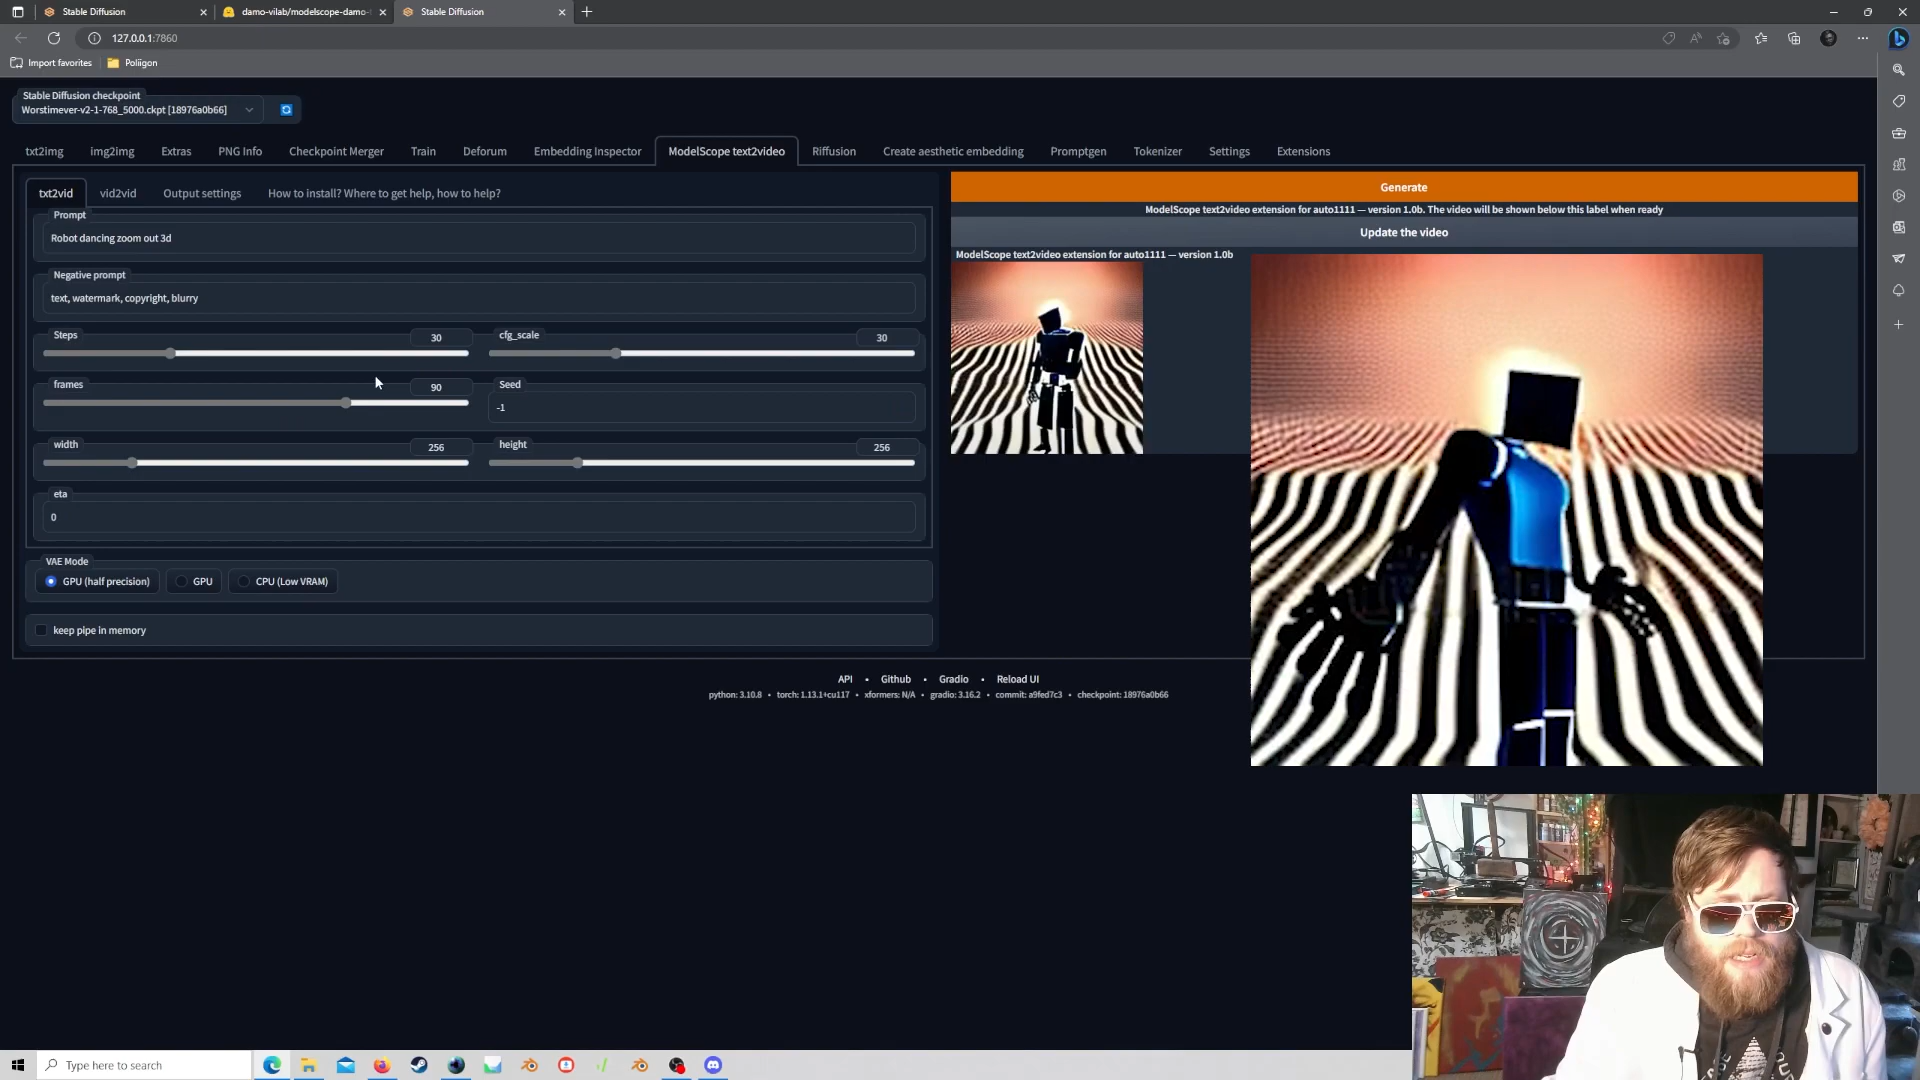 Stable Diffusion
damo-vilab/modelscope-damo-
Stable Diffusion
127.0.0.1:7860
Import favorites
Poliigon
Stable Diffusion checkpoint
Worstimever-v2-1-768_5000.ckpt [18976a0b66]
txt2img img2img Extras PNG Info Checkpoint Merger Train Deforum Embedding Inspector ModelScope text2video Riffusion Create aesthetic embedding Promptgen Tokenizer Settings Extensions
txt2vid vid2vid Output settings How to install? Where to get help, how to help?
Prompt
Robot dancing zoom out 3d
Negative prompt
text, watermark, copyright, blurry
Steps 30
cfg_scale 30
frames 90
Seed
-1
width 256
height 256
eta
0
VAE Mode
GPU (half precision) GPU CPU (Low VRAM)
keep pipe in memory
Generate
ModelScope text2video extension for auto1111 — version 1.0b. The video will be shown below this label when ready
Update the video
ModelScope text2video extension for auto1111 — version 1.0b
API • Github • Gradio • Reload UI
python: 3.10.8 • torch: 1.13.1+cu117 • xformers: N/A • gradio: 3.16.2 • commit: a9fed7c3 • checkpoint: 18976a0b66
Type here to search